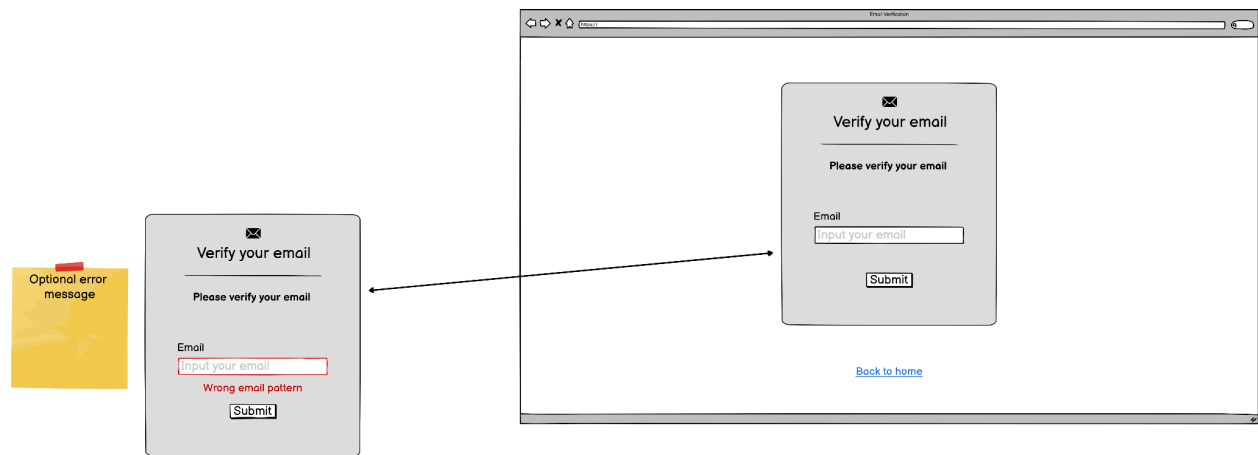 Email Verification
https://
Verify your email
Please verify your email
Email
Input your email
Submit
Back to home
Optional error
message
Verify your email
Please verify your email
Email
Input your email
Wrong email pattern
Submit